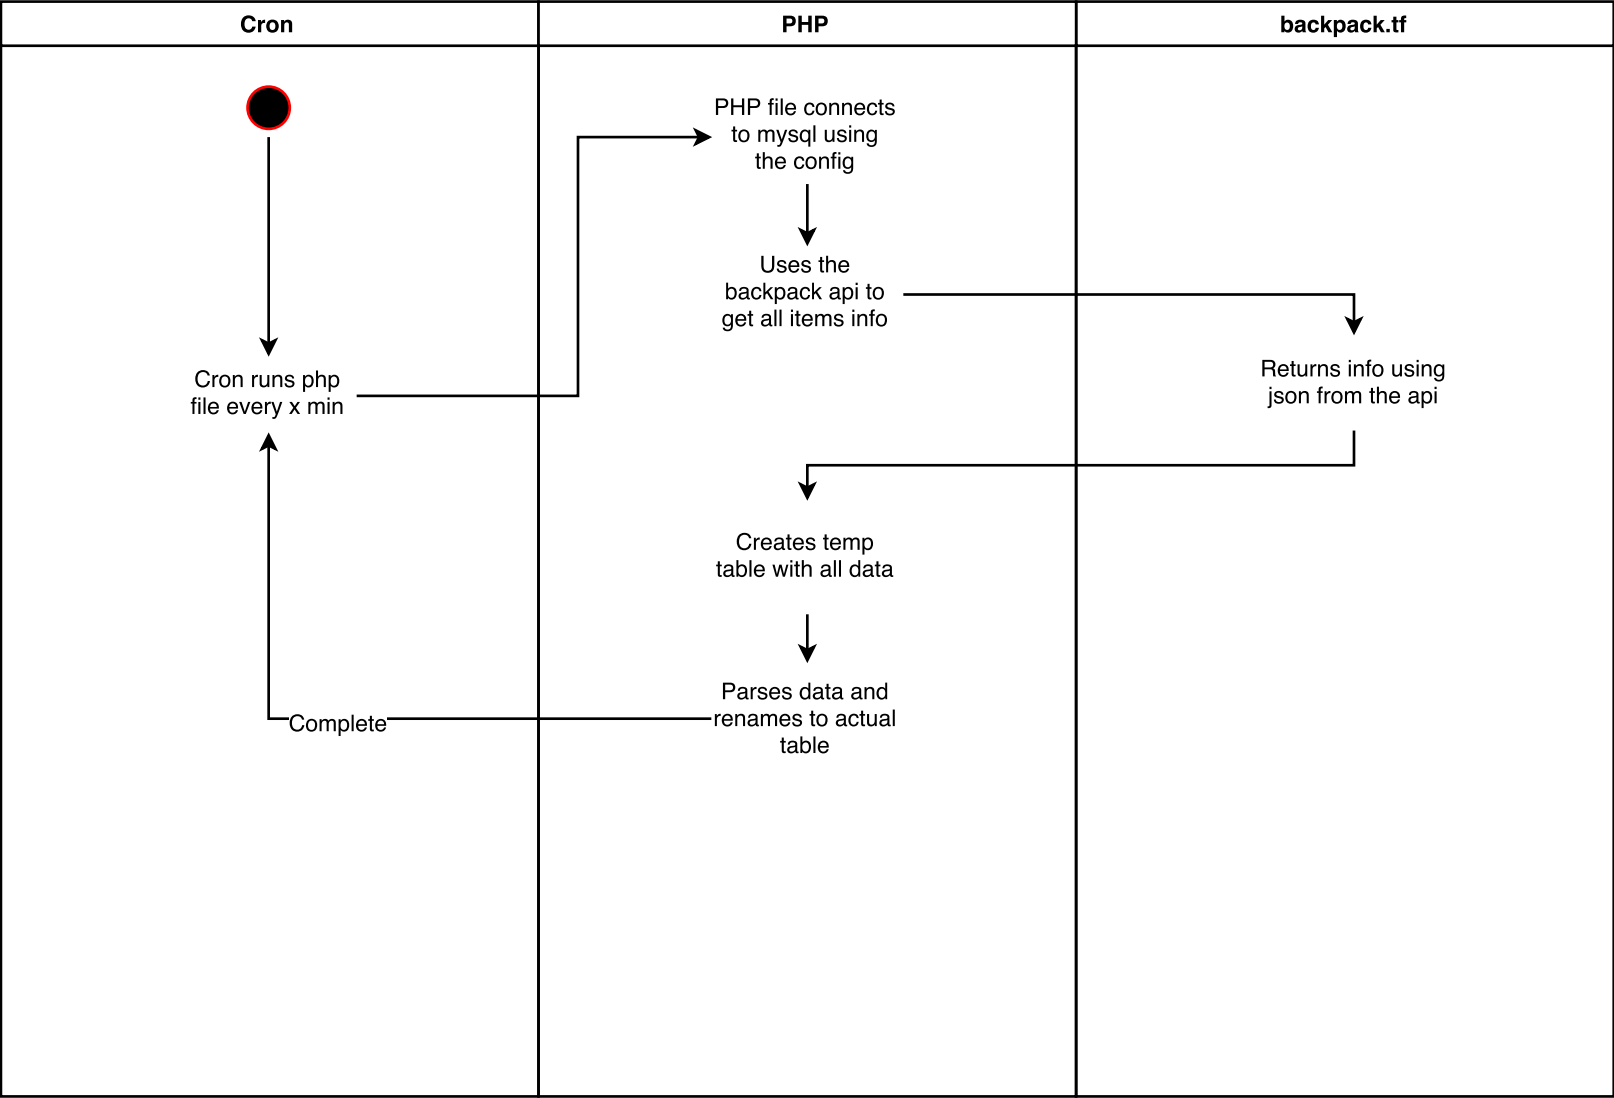 Cron
PHP
backpack.tf
PHP file connects
to mysql using
the config
Uses the
backpack api to
get all items info
Cron runs php
file every x min
Returns info using
json from the api
Creates temp
table with all data
Parses data and
renames to actual
table
Complete